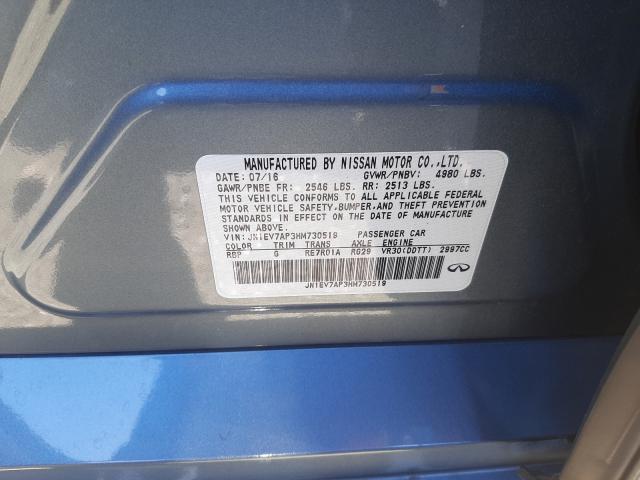 MANUFACTURED BY NISSAN MOTOR CO.,LTD.
DATE: 07/16 GVWR/PNBV: 4980 LBS.
GAWR/PNBE FR: 2546 LBS. RR: 2513 LBS.
THIS VEHICLE CONFORMS TO ALL APPLICABLE FEDERAL
MOTOR VEHICLE SAFETY, BUMPER, AND THEFT PREVENTION
STANDARDS IN EFFECT ON THE DATE OF MANUFACTURE
SHOWN ABOVE.
VIN: JN1EV7AP3HM730519 PASSENGER CAR
COLOR TRIM TRANS AXLE ENGINE
RBP G RE7R01A RG29 VR30(DDTT) 2997CC
JN1EV7AP3HM730519